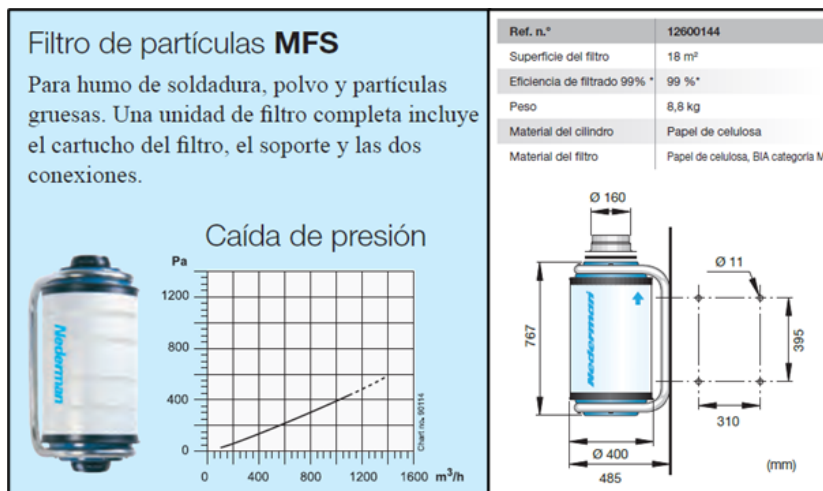 Filtro de partículas MFS
Para humo de soldadura, polvo y partículas
gruesas. Una unidad de filtro completa incluye
el cartucho del filtro, el soporte y las dos
conexiones.
Nederman
Caída de presión
Pa
1200
800
400
0
0 400 800 1200 1600 m³/h
Chart no. 90114
Ref. n.° 12600144
Superficie del filtro 18 m²
Eficiencia de filtrado 99% * 99 %*
Peso 8,8 kg
Material del cilindro Papel de celulosa
Material del filtro Papel de celulosa, BIA categoría M
Ø 160
Ø 11
Nederman
767
395
310
Ø 400
485
(mm)